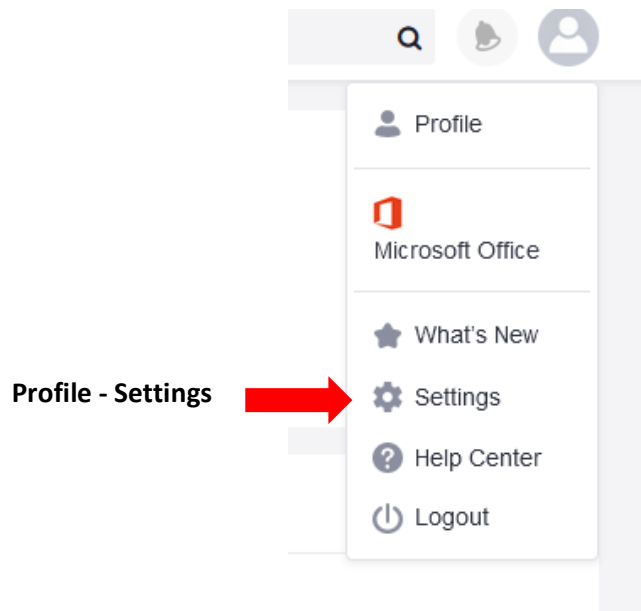 Profile
Microsoft Office
What's New
Profile - Settings
Settings
Help Center
Logout